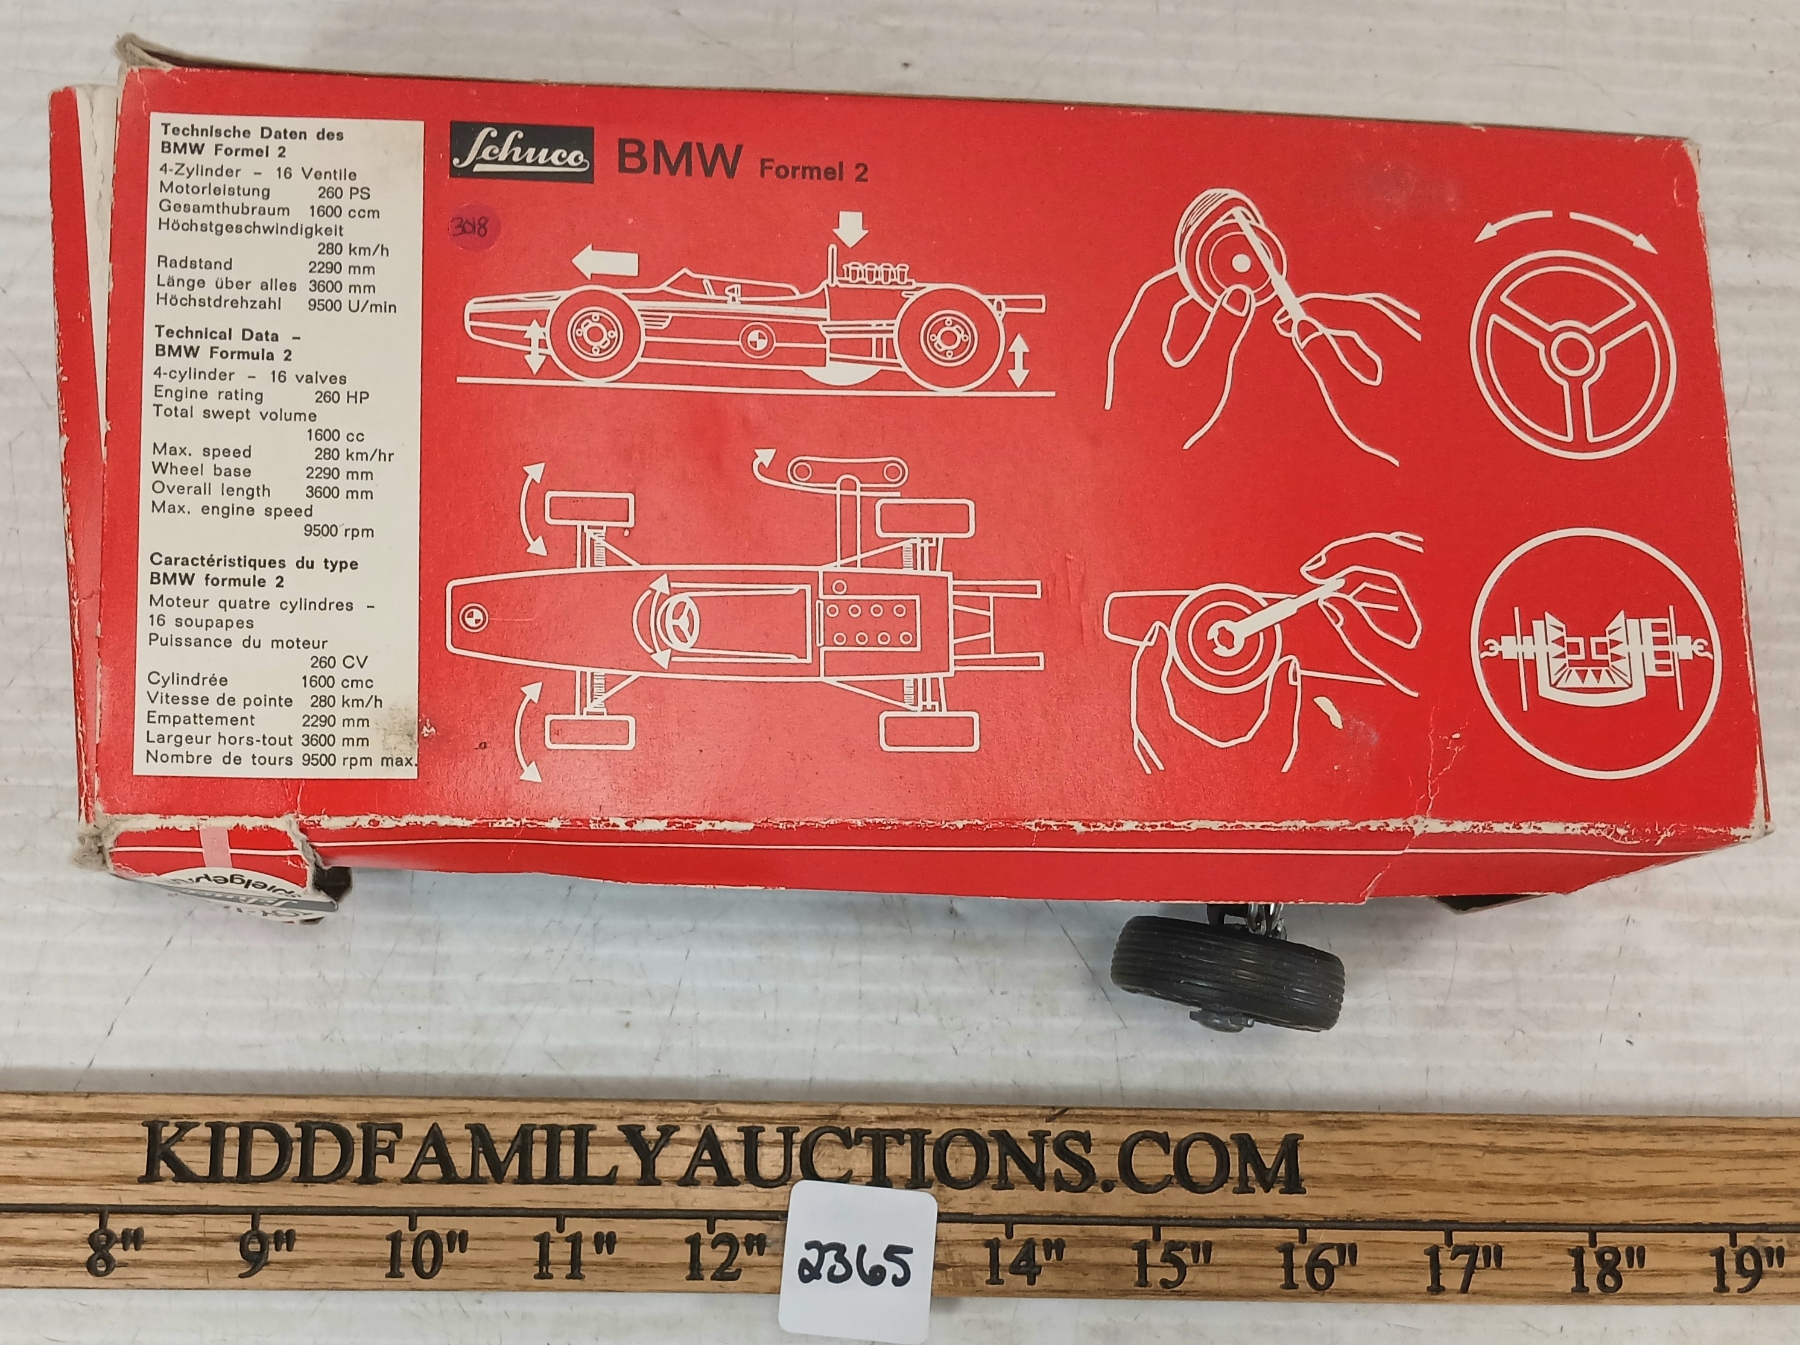 Technische Daten des
BMW Formel 2
4-Zylinder – 16 Ventile
Motorleistung 260 PS
Gesamthubraum 1600 ccm
Höchstgeschwindigkeit
280 km/h
Radstand 2290 mm
Länge über alles 3600 mm
Höchstdrehzahl 9500 U/min
Technical Data –
BMW Formula 2
4-cylinder – 16 valves
Engine rating 260 HP
Total swept volume
1600 cc
Max. speed 280 km/hr
Wheel base 2290 mm
Overall length 3600 mm
Max. engine speed
9500 rpm
Caractéristiques du type
BMW formule 2
Moteur quatre cylindres –
16 soupapes
Puissance du moteur
260 CV
Cylindrée 1600 cmc
Vitesse de pointe 280 km/h
Empattement 2290 mm
Largeur hors-tout 3600 mm
Nombre de tours 9500 rpm max.
Schuco BMW Formel 2
3018
KIDDFAMILYAUCTIONS.COM
8" 9" 10" 11" 12" 14" 15" 16" 17" 18" 19"
2365